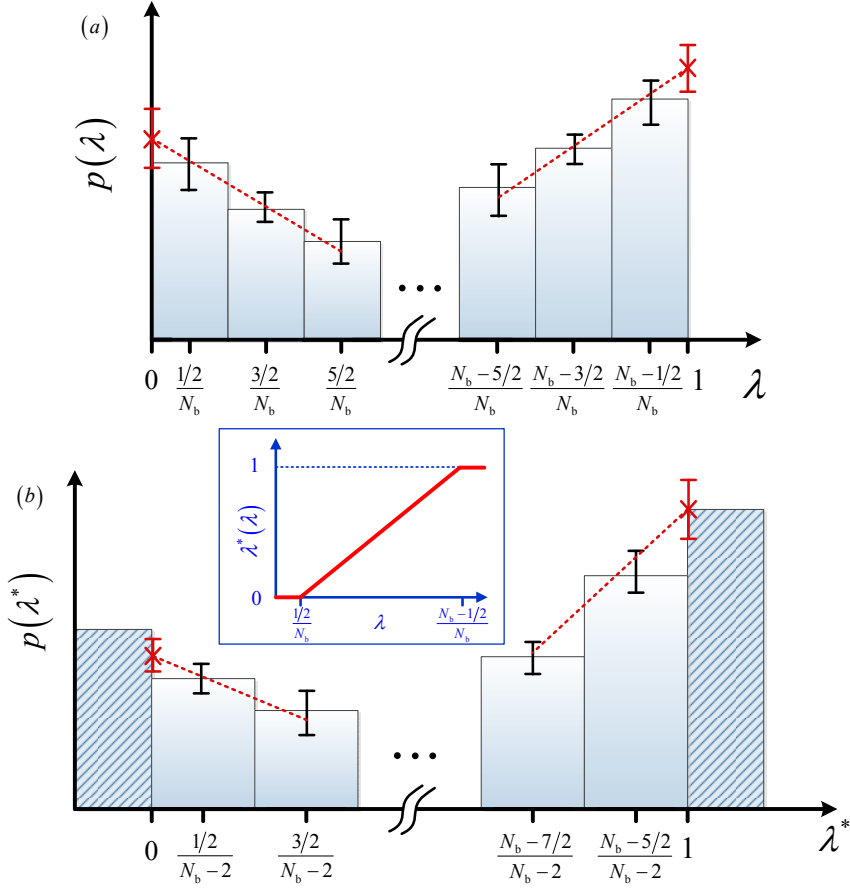 (a)
p(λ)
...
0 1/2/N_b 3/2/N_b 5/2/N_b N_b−5/2/N_b N_b−3/2/N_b N_b−1/2/N_b 1 λ
1
λ*(λ)
0
1/2/N_b λ N_b−1/2/N_b
(b)
p(λ*)
...
0 1/2/N_b−2 3/2/N_b−2 N_b−7/2/N_b−2 N_b−5/2/N_b−2 1 λ*